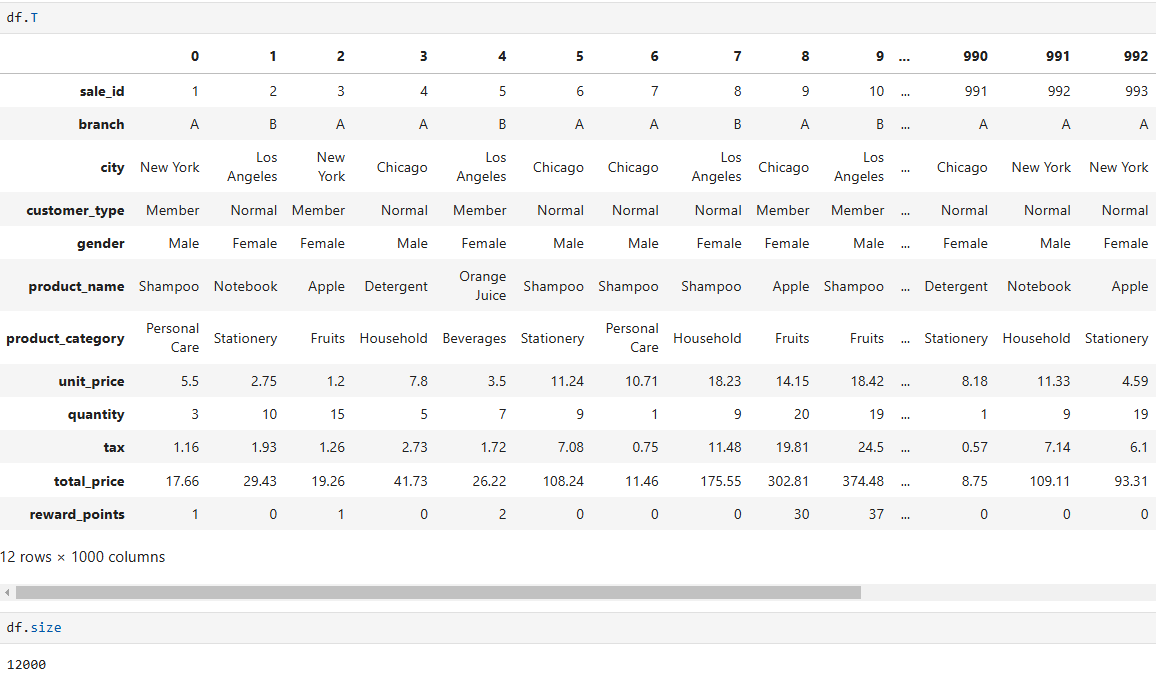 df.T
0 1 2 3 4 5 6 7 8 9 ... 990 991 992
sale_id 1 2 3 4 5 6 7 8 9 10 ... 991 992 993
branch A B A A B A A B A B ... A A A
city New York Los Angeles New York Chicago Los Angeles Chicago Chicago Los Angeles Chicago Los Angeles ... Chicago New York New York
customer_type Member Normal Member Normal Member Normal Normal Normal Member Member ... Normal Normal Normal
gender Male Female Female Male Female Male Male Female Female Male ... Female Male Female
product_name Shampoo Notebook Apple Detergent Orange Juice Shampoo Shampoo Shampoo Apple Shampoo ... Detergent Notebook Apple
product_category Personal Care Stationery Fruits Household Beverages Stationery Personal Care Household Fruits Fruits ... Stationery Household Stationery
unit_price 5.5 2.75 1.2 7.8 3.5 11.24 10.71 18.23 14.15 18.42 ... 8.18 11.33 4.59
quantity 3 10 15 5 7 9 1 9 20 19 ... 1 9 19
tax 1.16 1.93 1.26 2.73 1.72 7.08 0.75 11.48 19.81 24.5 ... 0.57 7.14 6.1
total_price 17.66 29.43 19.26 41.73 26.22 108.24 11.46 175.55 302.81 374.48 ... 8.75 109.11 93.31
reward_points 1 0 1 0 2 0 0 0 30 37 ... 0 0 0
12 rows × 1000 columns
df.size
12000